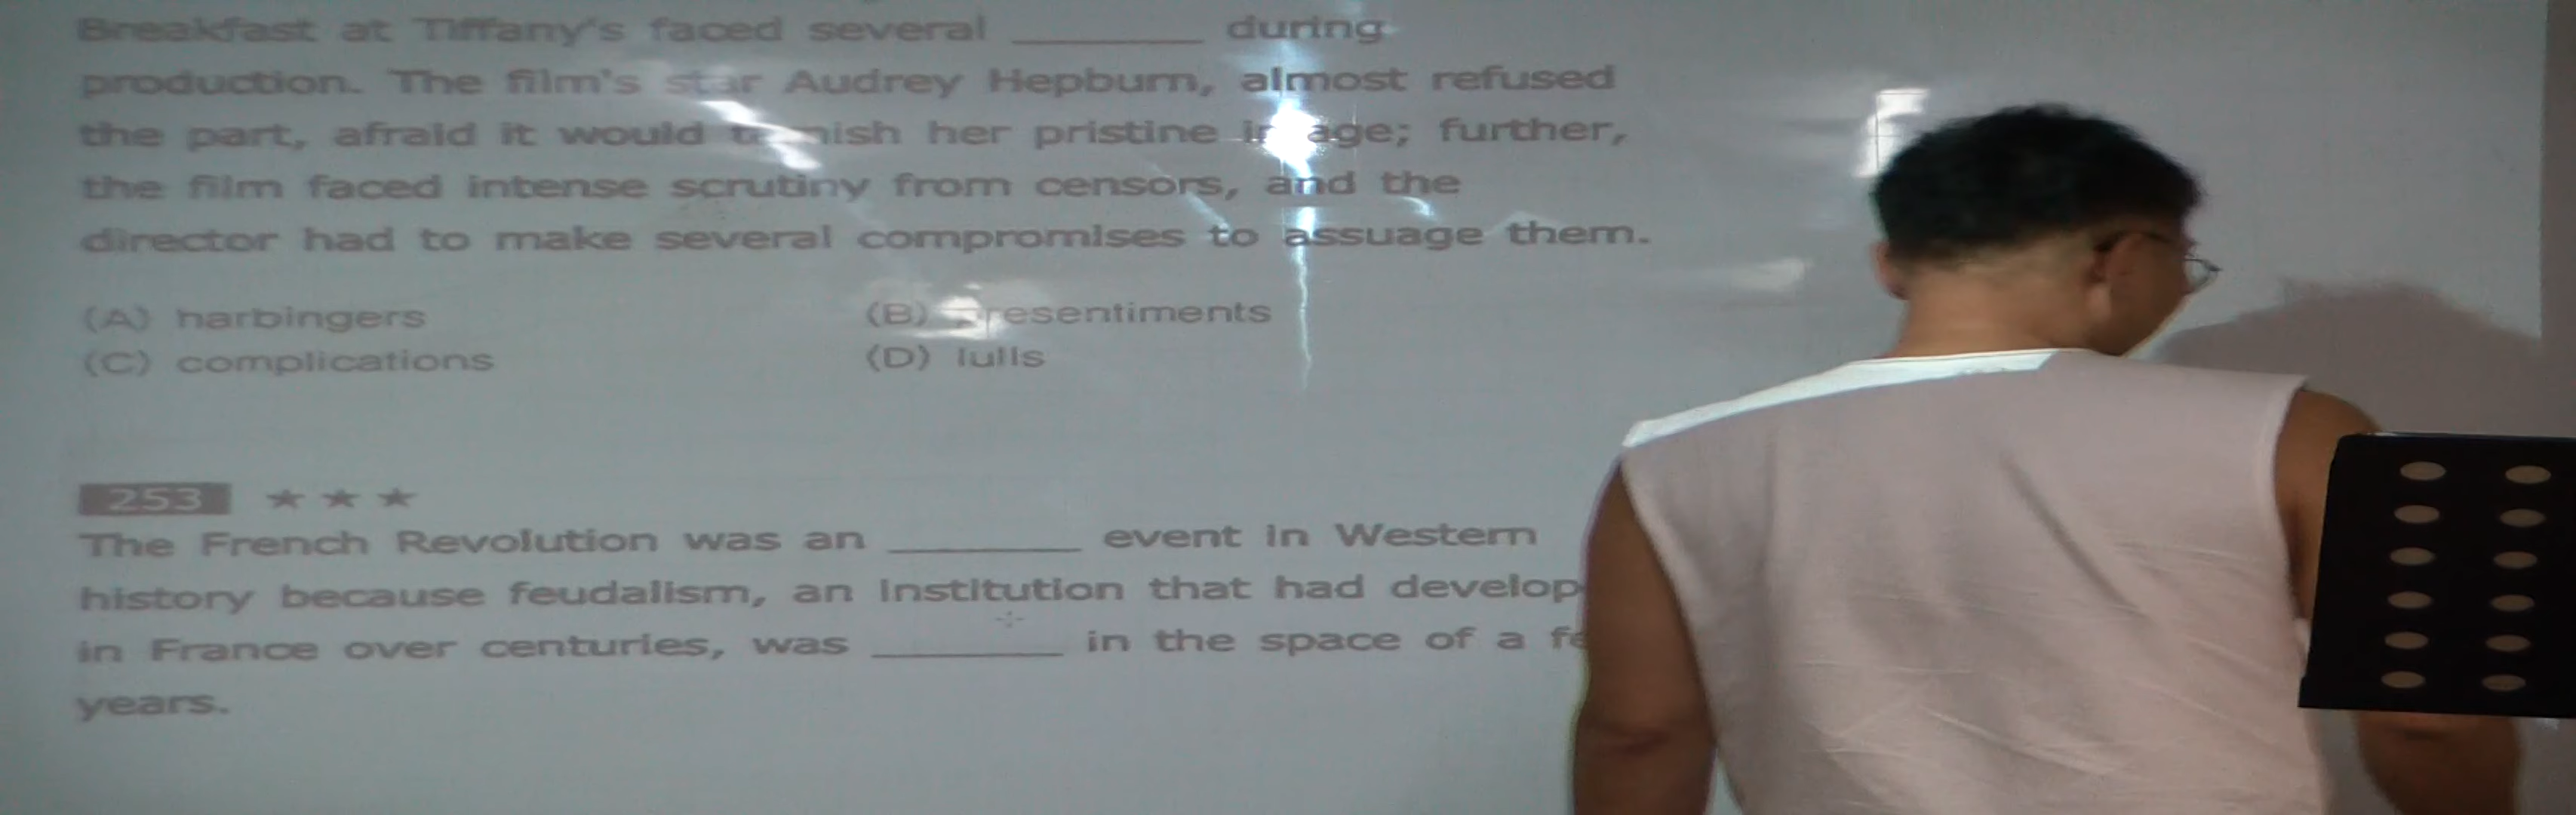 Breakfast at Tiffany's faced several ________ during
production. The film's star Audrey Hepburn, almost refused
the part, afraid it would tarnish her pristine image; further,
the film faced intense scrutiny from censors, and the
director had to make several compromises to assuage them.
(A) harbingers (B) presentiments
(C) complications (D) lulls
253 ★ ★ ★
The French Revolution was an ________ event in Western
history because feudalism, an institution that had develop
in France over centuries, was ________ in the space of a
years.